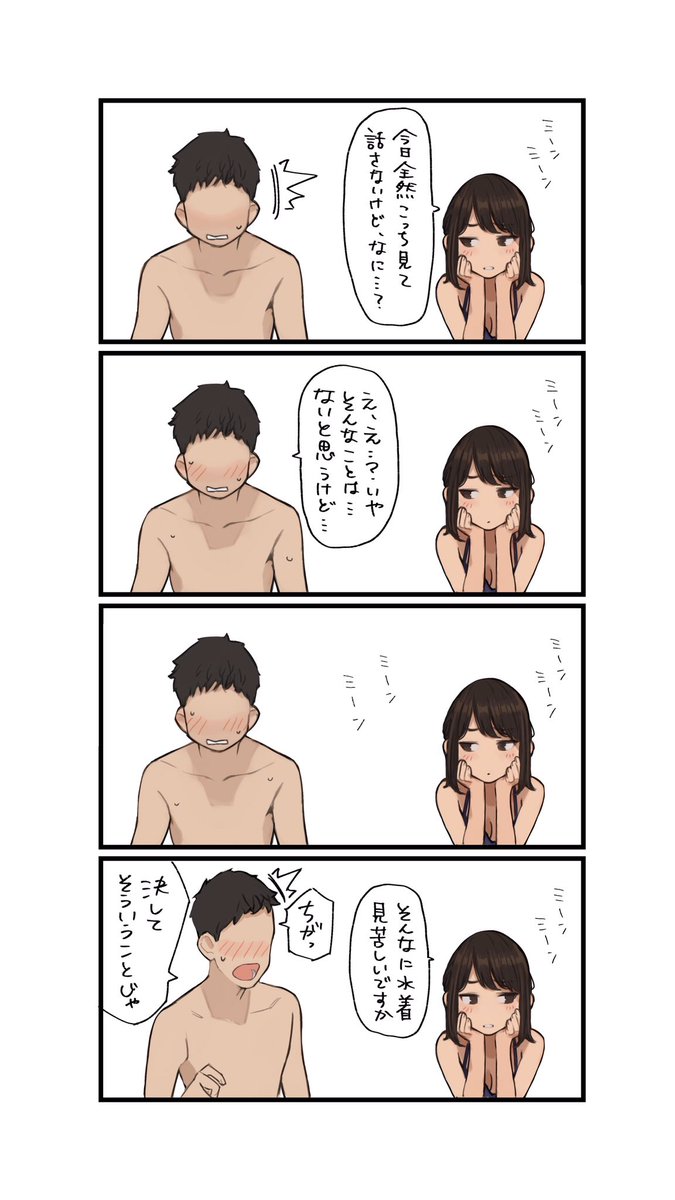 ミーンミーン
今日全然こっち見て
話さないけど、なに…?
ミーンミーン
え、え…?いや
そんなことは…
ないと思うけど…
ミーンミーン
ミーンミーン
ミーンミーン
そんなに水着
見苦しいですか
ちがっ
決して
そういうことじゃ